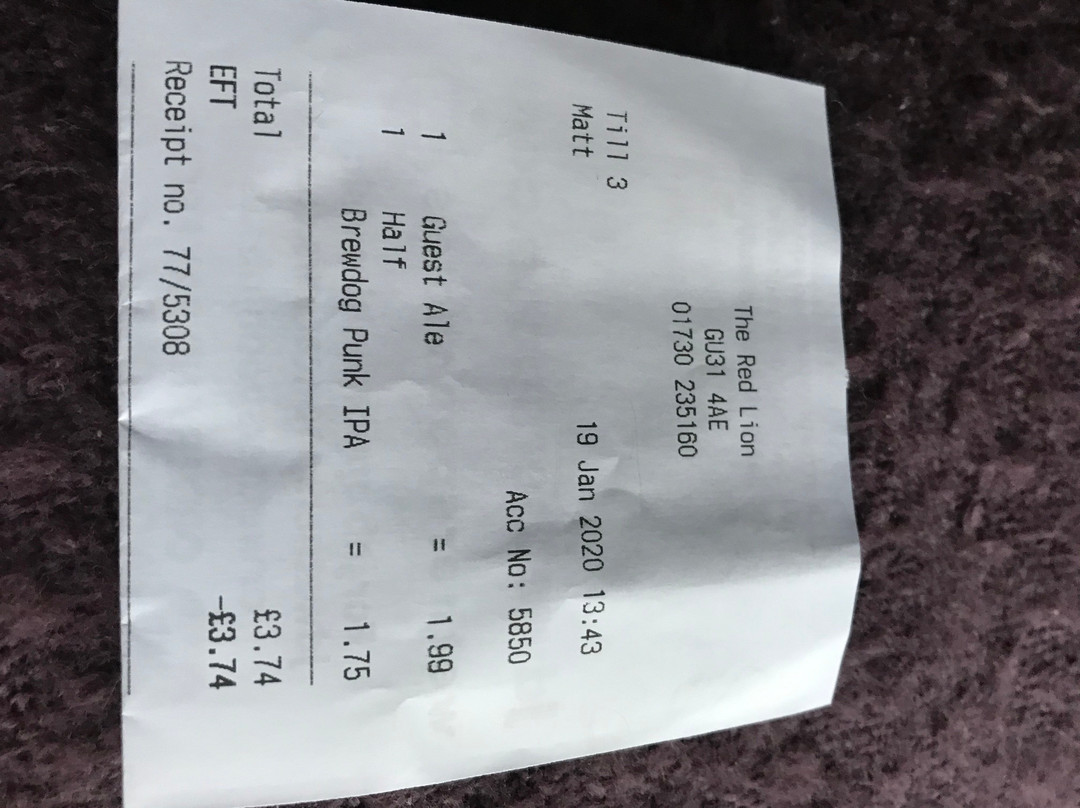 The Red Lion
GU31 4AE
01730 235160
Till 3
Matt 19 Jan 2020 13:43
Acc No: 5850
1 Guest Ale = 1.99
1 Half
Brewdog Punk IPA = 1.75
Total £3.74
EFT -£3.74
Receipt no. 77/5308